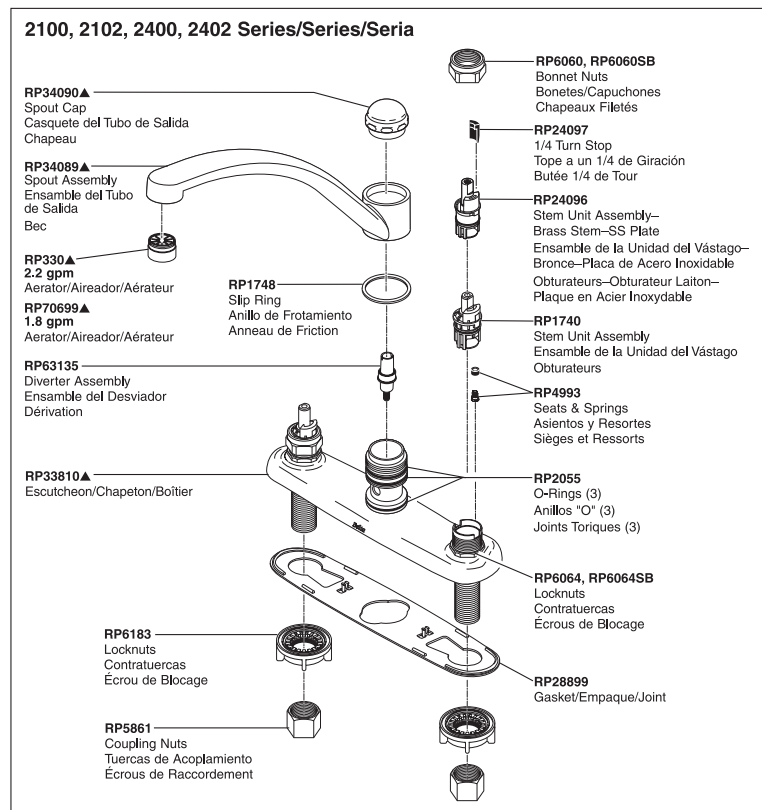 2100, 2102, 2400, 2402 Series/Series/Seria
RP34090▲
Spout Cap
Casquete del Tubo de Salida
Chapeau
RP34089▲
Spout Assembly
Ensamble del Tubo
de Salida
Bec
RP330▲
2.2 gpm
Aerator/Aireador/Aérateur
RP70699▲
1.8 gpm
Aerator/Aireador/Aérateur
RP1748
Slip Ring
Anillo de Frotamiento
Anneau de Friction
RP63135
Diverter Assembly
Ensamble del Desviador
Dérivation
RP33810▲
Escutcheon/Chapeton/Boîtier
RP6183
Locknuts
Contratuercas
Écrou de Blocage
RP5861
Coupling Nuts
Tuercas de Acoplamiento
Écrous de Raccordement
RP6060, RP6060SB
Bonnet Nuts
Bonetes/Capuchones
Chapeaux Filetés
RP24097
1/4 Turn Stop
Tope a un 1/4 de Giración
Butée 1/4 de Tour
RP24096
Stem Unit Assembly–
Brass Stem–SS Plate
Ensamble de la Unidad del Vástago–
Bronce–Placa de Acero Inoxidable
Obturateurs–Obturateur Laiton–
Plaque en Acier Inoxydable
RP1740
Stem Unit Assembly
Ensamble de la Unidad del Vástago
Obturateurs
RP4993
Seats & Springs
Asientos y Resortes
Sièges et Ressorts
RP2055
O-Rings (3)
Anillos "O" (3)
Joints Toriques (3)
RP6064, RP6064SB
Locknuts
Contratuercas
Écrous de Blocage
RP28899
Gasket/Empaque/Joint